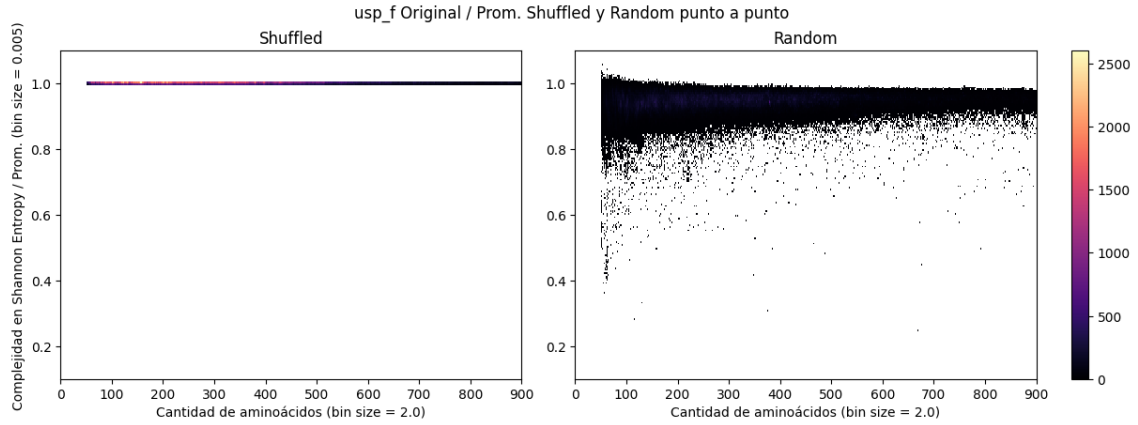 usp_f Original / Prom. Shuffled y Random punto a punto
Shuffled
Random
Complejidad en Shannon Entropy / Prom. (bin size = 0.005)
1.0
0.8
0.6
0.4
0.2
0 100 200 300 400 500 600 700 800 900
Cantidad de aminoácidos (bin size = 2.0)
1.0
0.8
0.6
0.4
0.2
0 100 200 300 400 500 600 700 800 900
Cantidad de aminoácidos (bin size = 2.0)
2500
2000
1500
1000
500
0